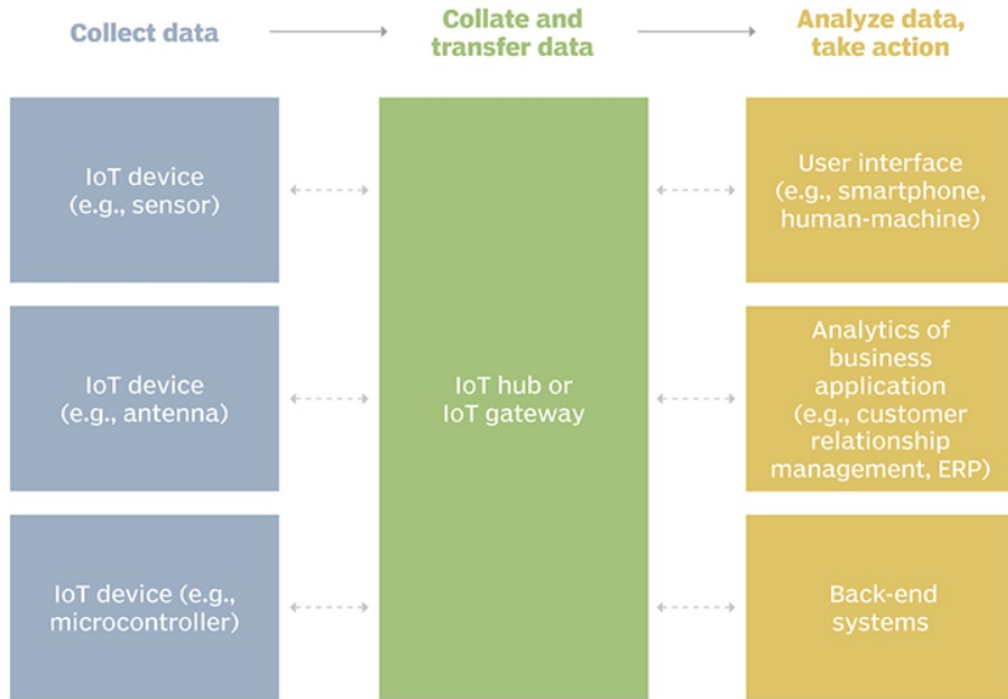 Collect data
Collate and
transfer data
Analyze data,
take action
IoT device
(e.g., sensor)
IoT device
(e.g., antenna)
IoT device (e.g.,
microcontroller)
IoT hub or
IoT gateway
User interface
(e.g., smartphone,
human-machine)
Analytics of
business
application
(e.g., customer
relationship
management, ERP)
Back-end
systems